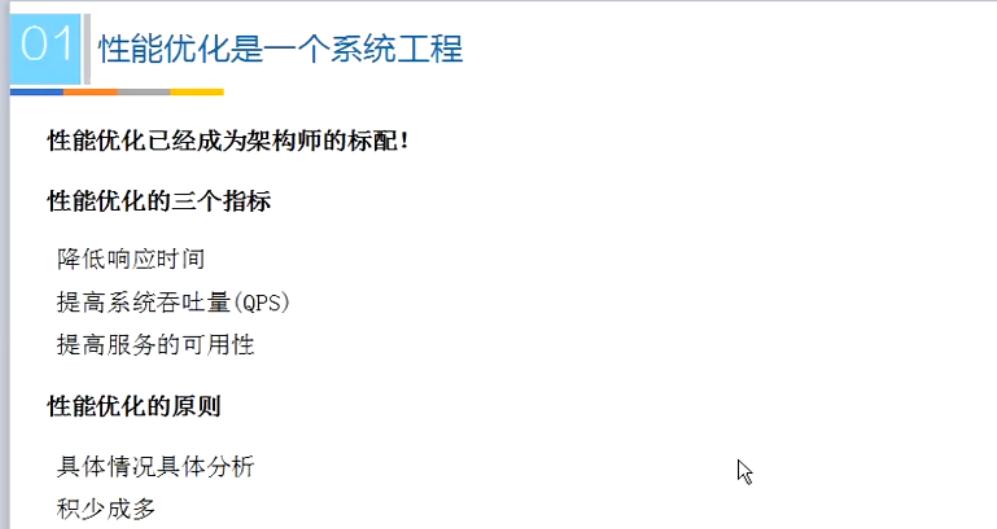 01 性能优化是一个系统工程
性能优化已经成为架构师的标配！
性能优化的三个指标
降低响应时间
提高系统吞吐量(QPS)
提高服务的可用性
性能优化的原则
具体情况具体分析
积少成多